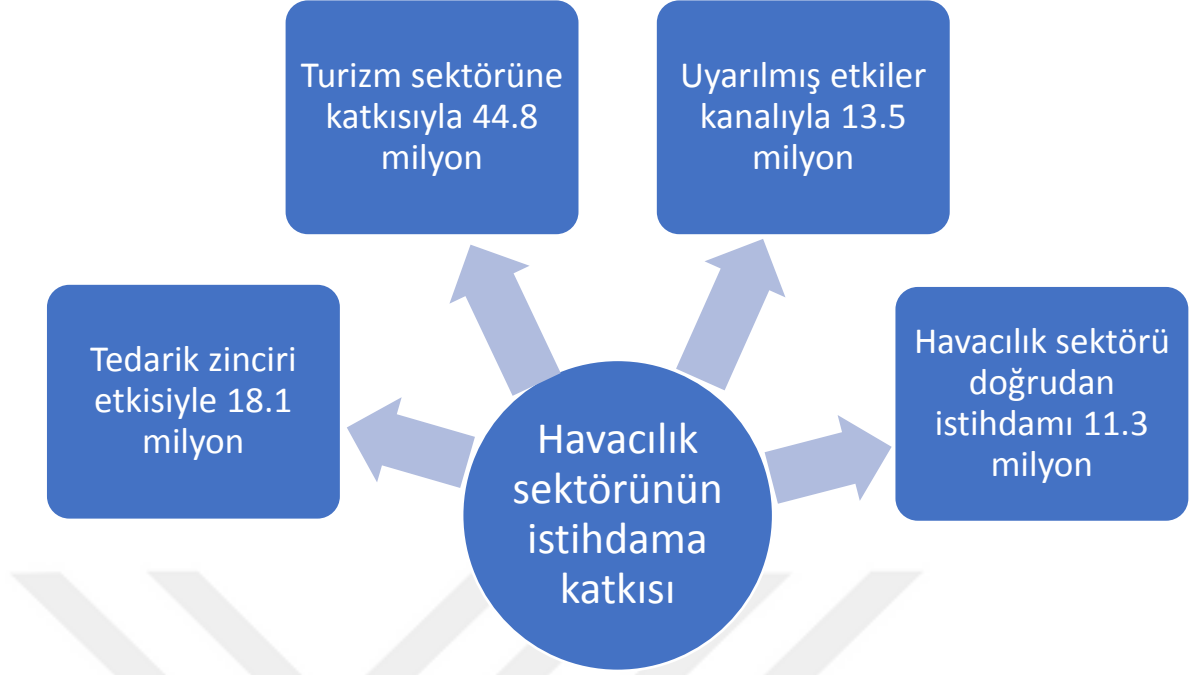 Turizm sektörüne
katkısıyla 44.8
milyon
Uyarılmış etkiler
kanalıyla 13.5
milyon
Tedarik zinciri
etkisiyle 18.1
milyon
Havacılık sektörü
doğrudan
istihdamı 11.3
milyon
Havacılık
sektörünün
istihdama
katkısı